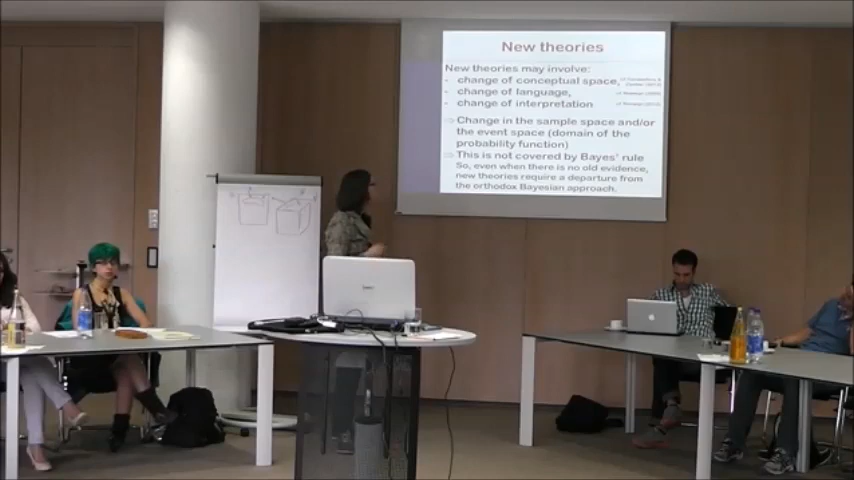 New theories
New theories may involve:
- change of conceptual space,
- change of language,
- change of interpretation
Change in the sample space and/or
the event space (domain of the
probability function)
This is not covered by Bayes' rule
So, even when there is no old evidence,
new theories require a departure from
the orthodox Bayesian approach.